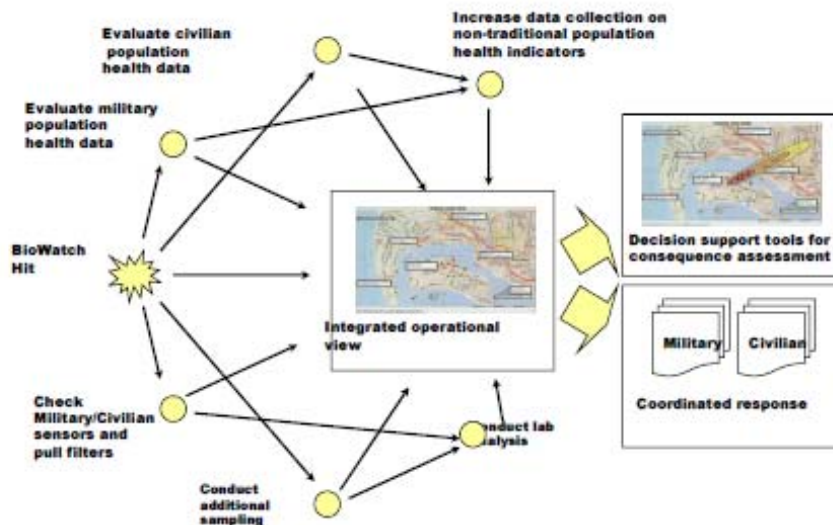 Evaluate civilian
population
health data
Increase data collection on
non-traditional population
health indicators
Evaluate military
population
health data
BioWatch
Hit
Integrated operational
view
Decision support tools for
consequence assessment
Military
Civilian
Coordinated response
Check
Military/Civilian
sensors and
pull filters
Conduct
additional
sampling
lab